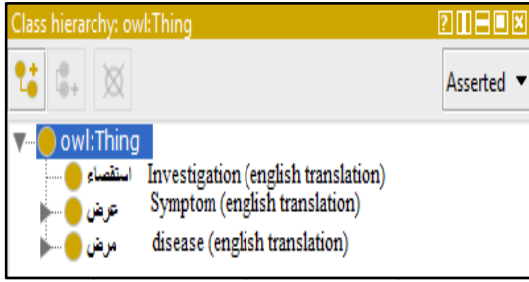 Class hierarchy: owl:Thing
Asserted
owl:Thing
استقصاء Investigation (english translation)
عرض Symptom (english translation)
مرض disease (english translation)